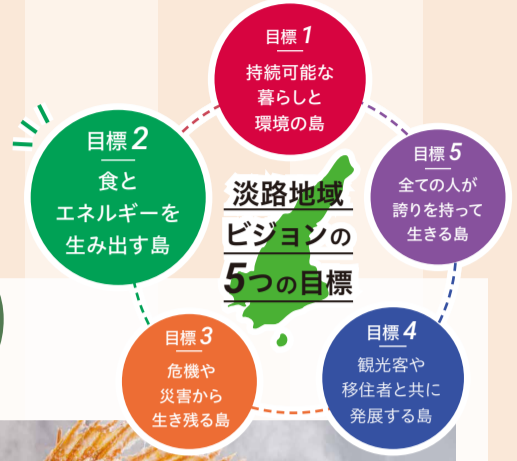 目標1
持続可能な
暮らしと
環境の島
目標2
食と
エネルギーを
生み出す島
目標5
全ての人が
誇りを持って
生きる島
淡路地域
ビジョンの
5つの目標
目標3
危機や
災害から
生き残る島
目標4
観光客や
移住者と共に
発展する島